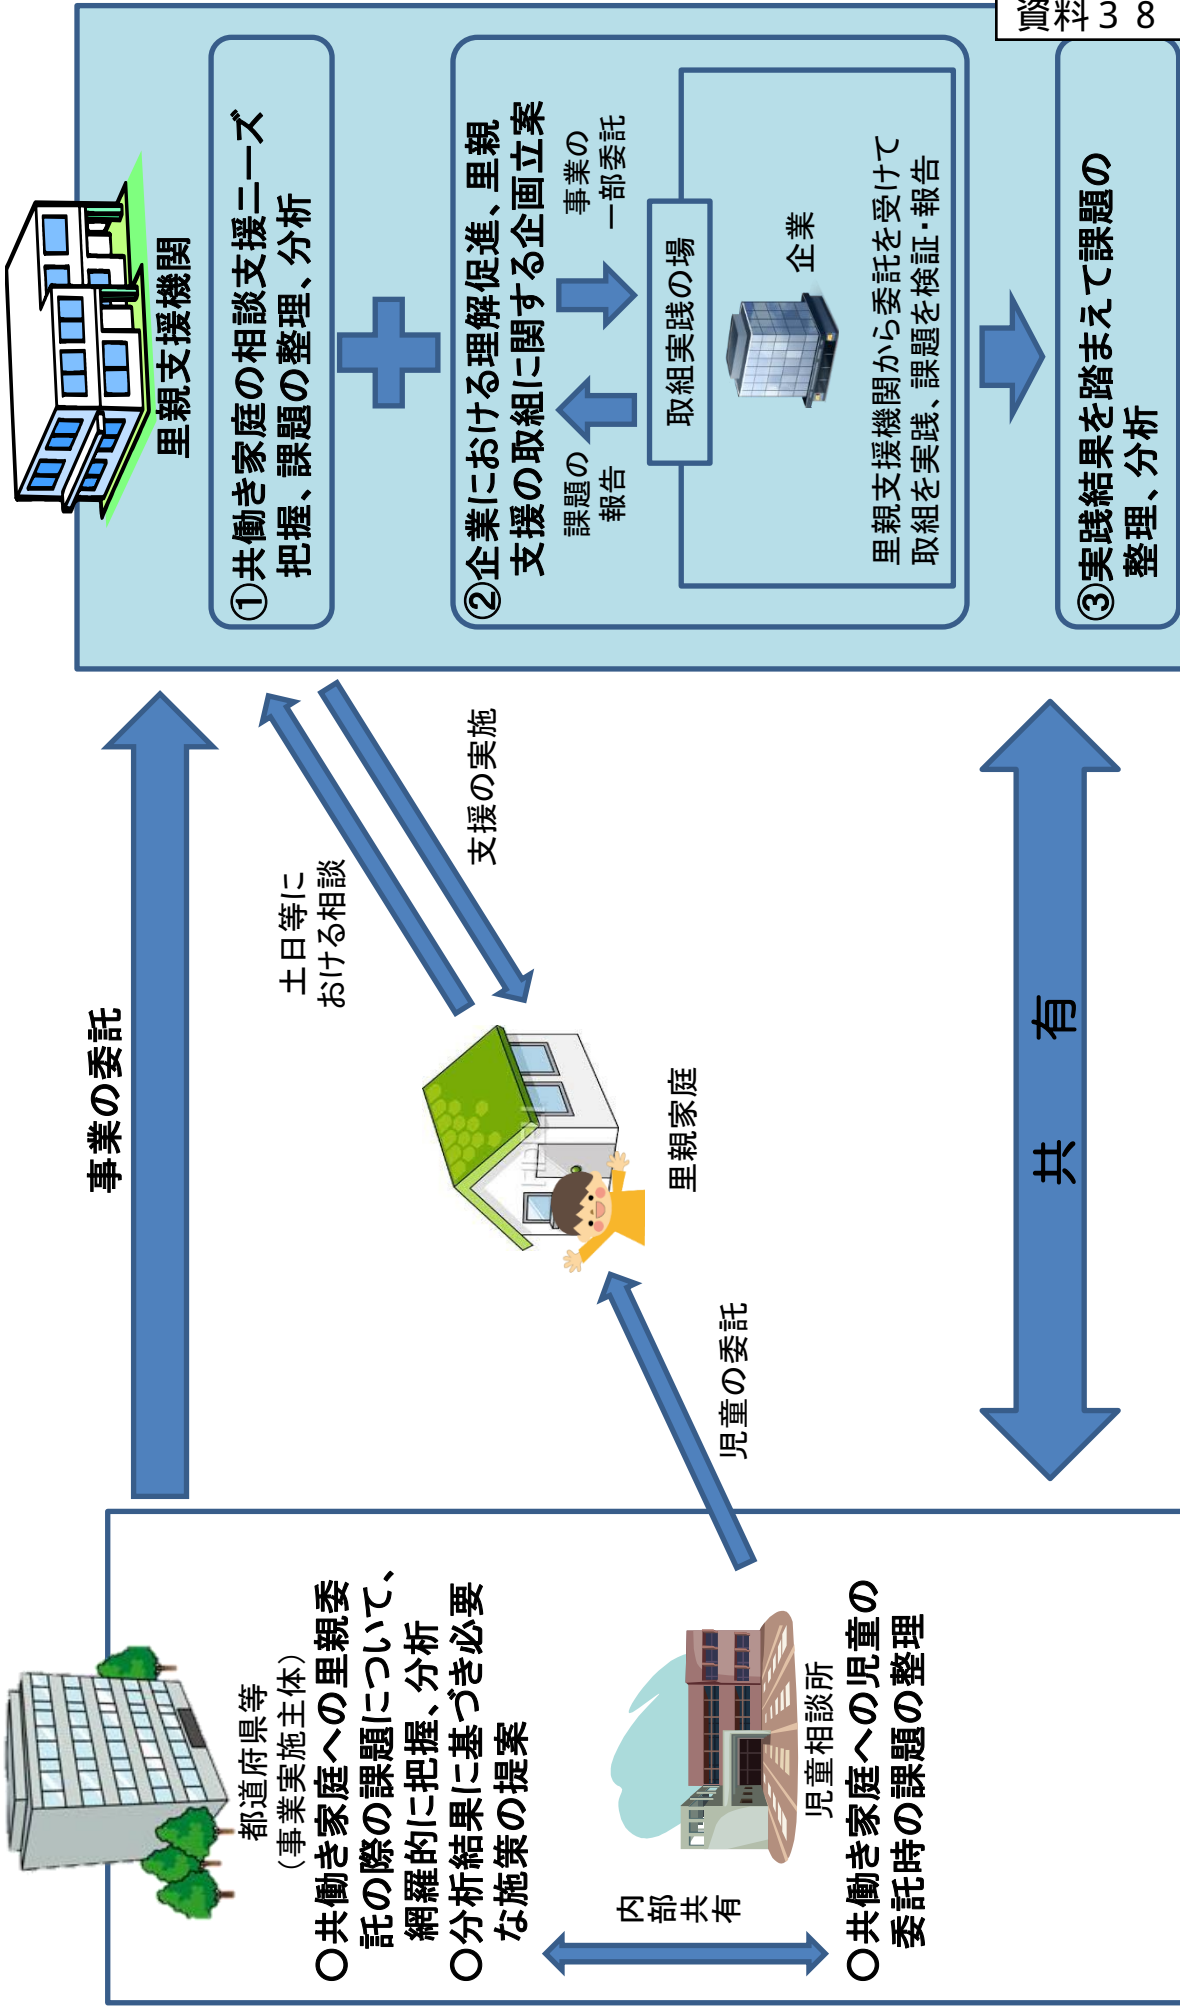 資料３８
都道府県等
（事業実施主体）
○共働き家庭への里親委
託の際の課題について、
網羅的に把握、分析
○分析結果に基づき必要
な施策の提案
内部共有
児童相談所
○共働き家庭への児童の
委託時の課題の整理
事業の委託
土日等に
おける相談
支援の実施
里親家庭
児童の委託
共　有
里親支援機関
①共働き家庭の相談支援ニーズ
把握、課題の整理、分析
②企業における理解促進、里親
支援の取組に関する企画立案
課題の
報告
事業の
一部委託
取組実践の場
企業
里親支援機関から委託を受けて
取組を実践、課題を検証・報告
③実践結果を踏まえて課題の
整理、分析